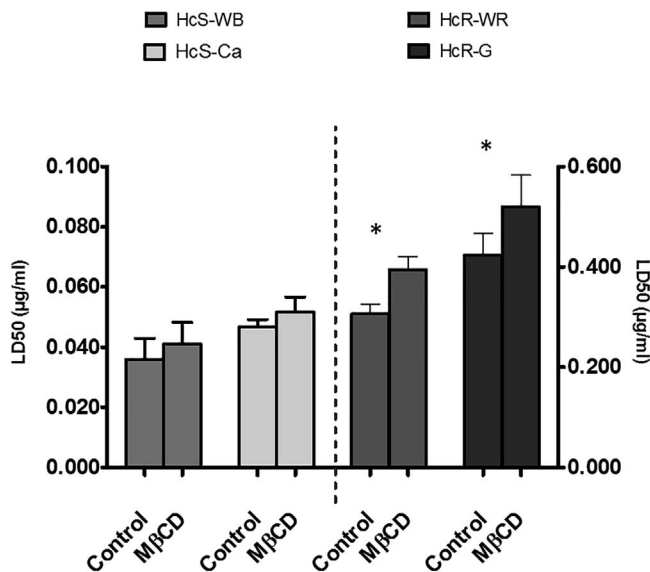 HcS-WB
HcR-WR
HcS-Ca
HcR-G
*
*
0.100
0.080
0.060
0.040
0.020
0.000
LD50 (µg/ml)
0.600
0.400
0.200
0.000
LD50 (µg/ml)
Control
MβCD
Control
MβCD
Control
MβCD
Control
MβCD